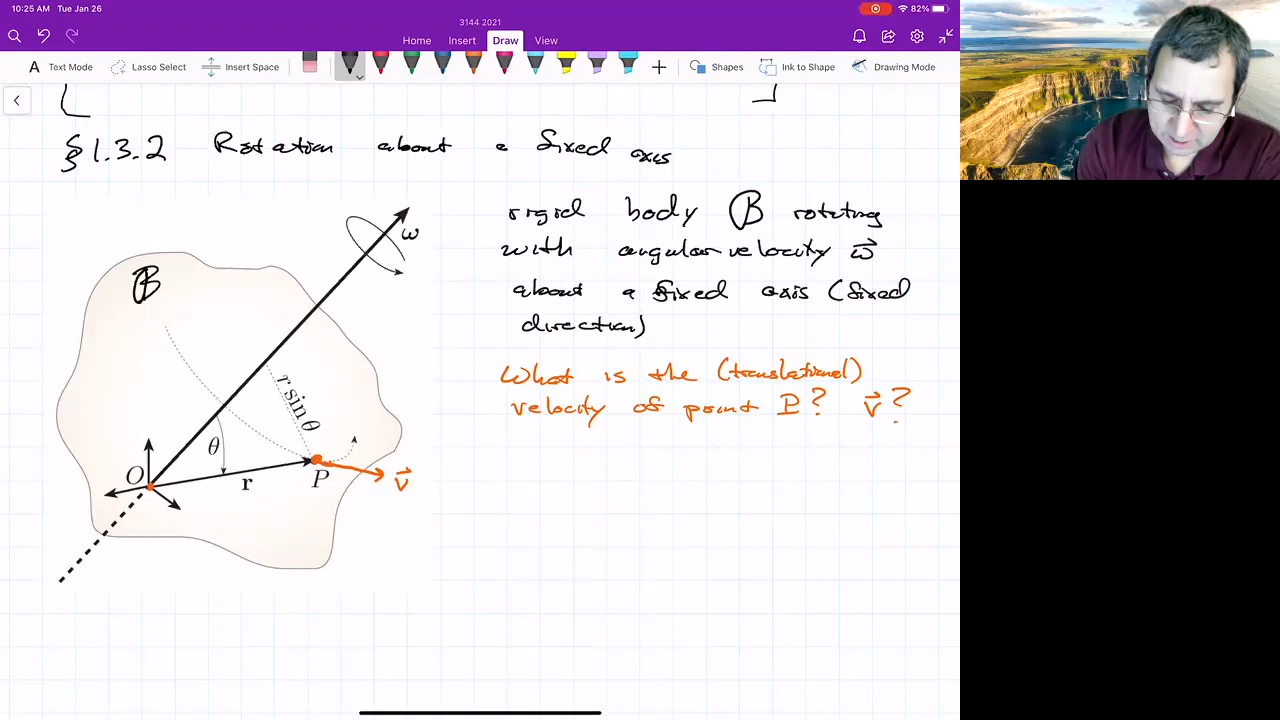 10:25 AM Tue Jan 26
82%
3144 2021
Home Insert Draw View
Text Mode Lasso Select Insert Space Shapes Ink to Shape Drawing Mode
§1.3.2 Rotation about a fixed axis
rigid body B rotating
with angular velocity ω⃗
about a fixed axis (fixed
direction)
What is the (translational)
velocity of point P? v⃗?
ω
B
r sin θ
θ
O
r
P
v⃗